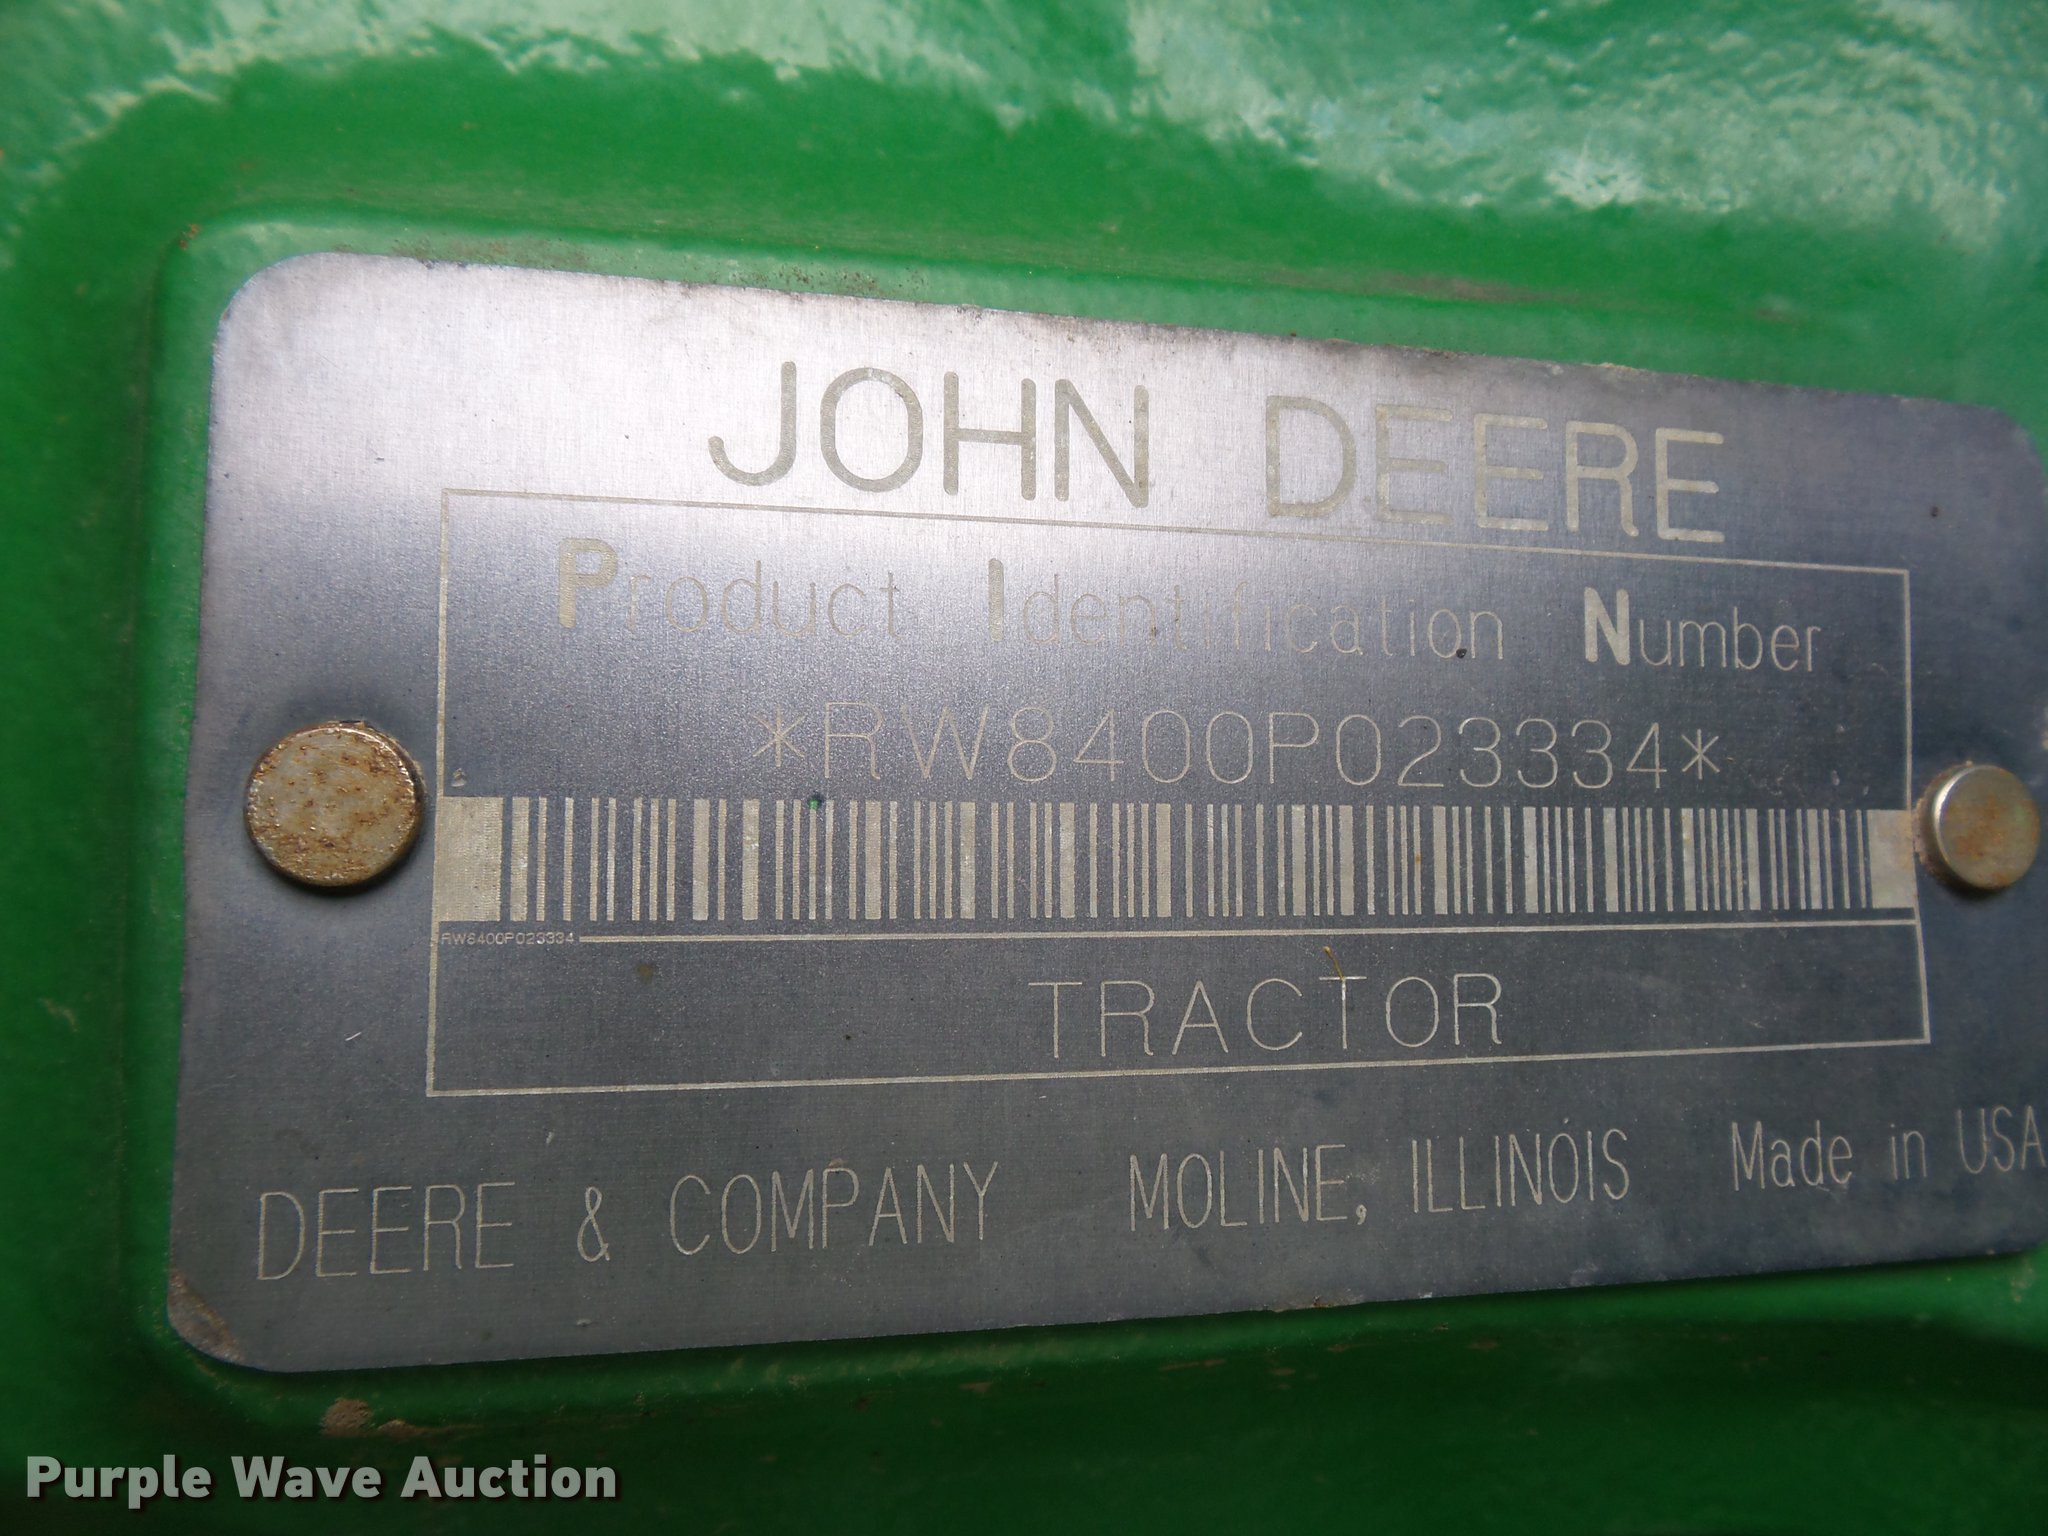 JOHN DEERE
Product Identification Number
*RW8400P023334*
RW8400P023334
TRACTOR
DEERE & COMPANY MOLINE, ILLINOIS Made in USA
Purple Wave Auction